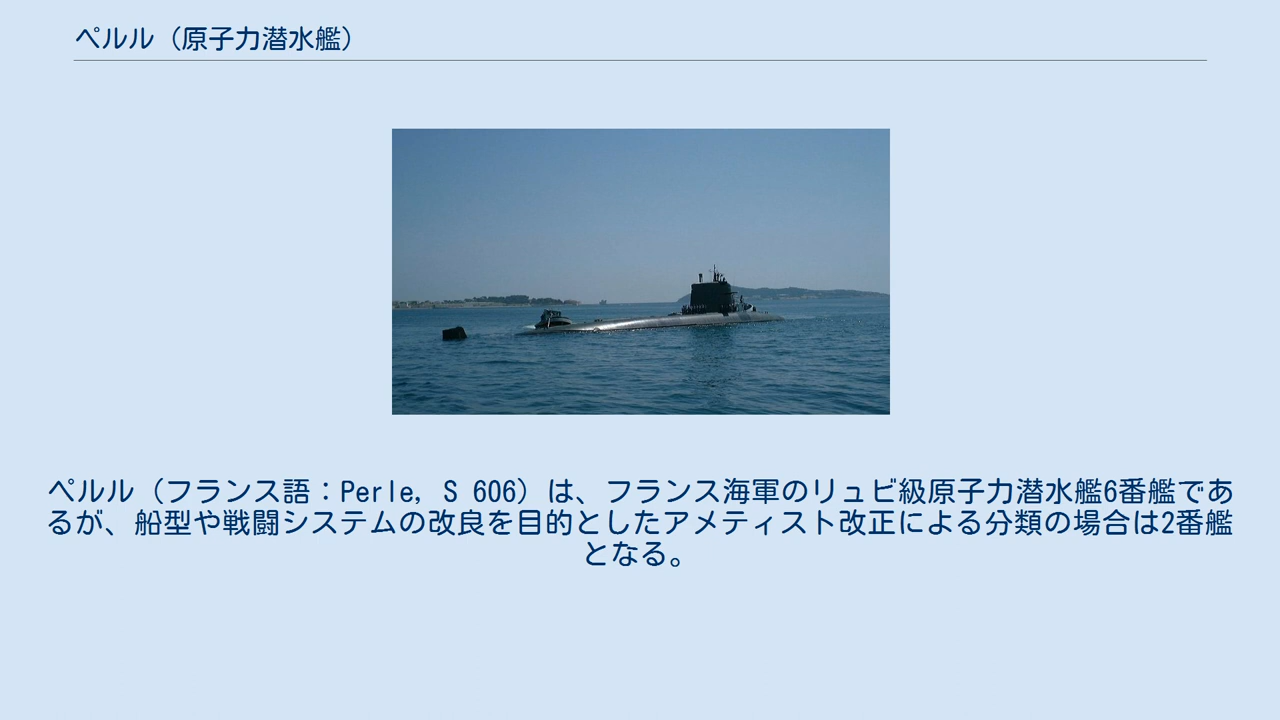 ペルル（原子力潜水艦）
ペルル（フランス語：Perle, S 606）は、フランス海軍のリュビ級原子力潜水艦6番艦であ
るが、船型や戦闘システムの改良を目的としたアメティスト改正による分類の場合は2番艦
となる。